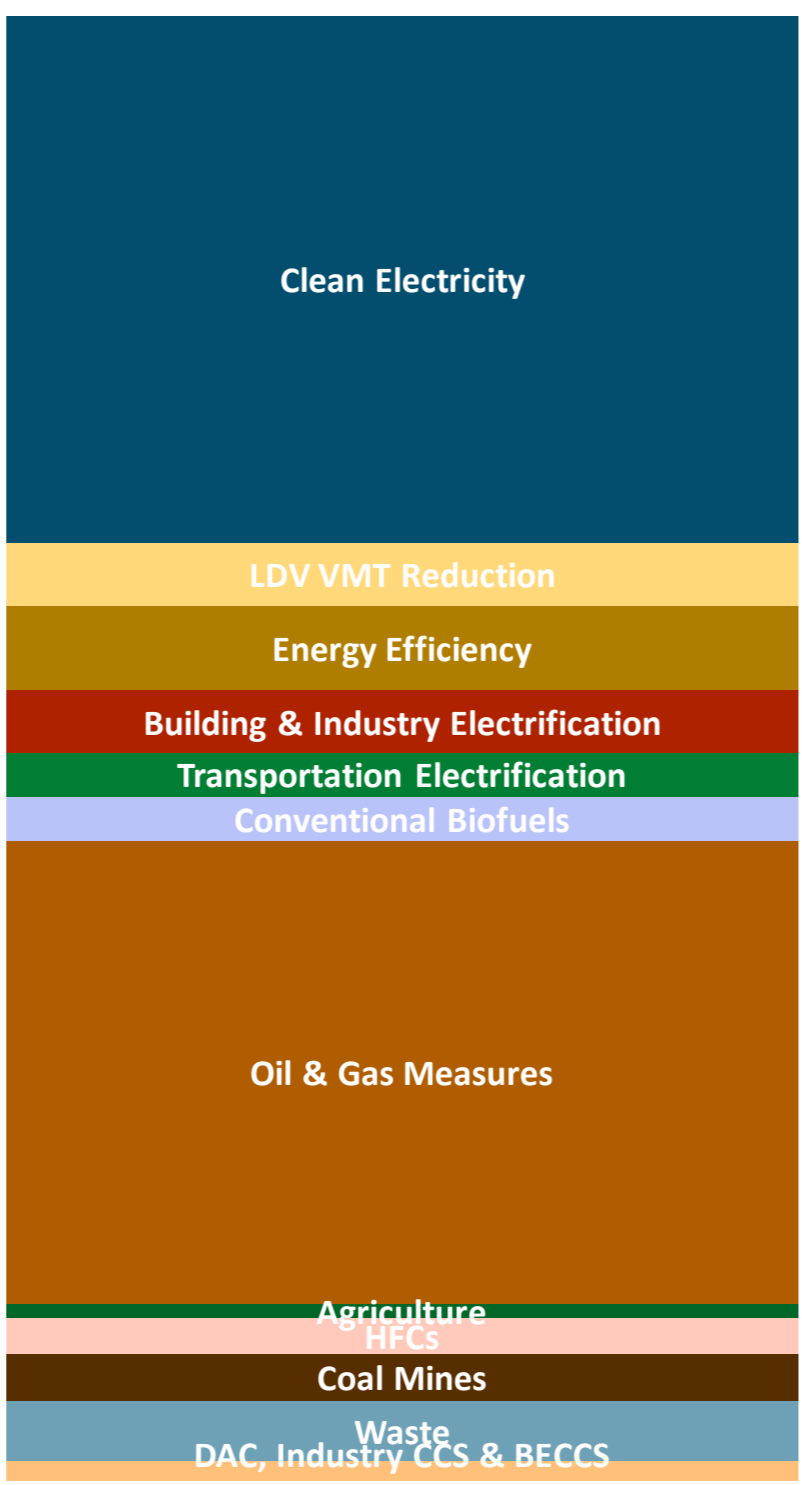 Clean Electricity
LDV VMT Reduction
Energy Efficiency
Building & Industry Electrification
Transportation Electrification
Conventional Biofuels
Oil & Gas Measures
Agriculture
HFCs
Coal Mines
Waste
DAC, Industry CCS & BECCS